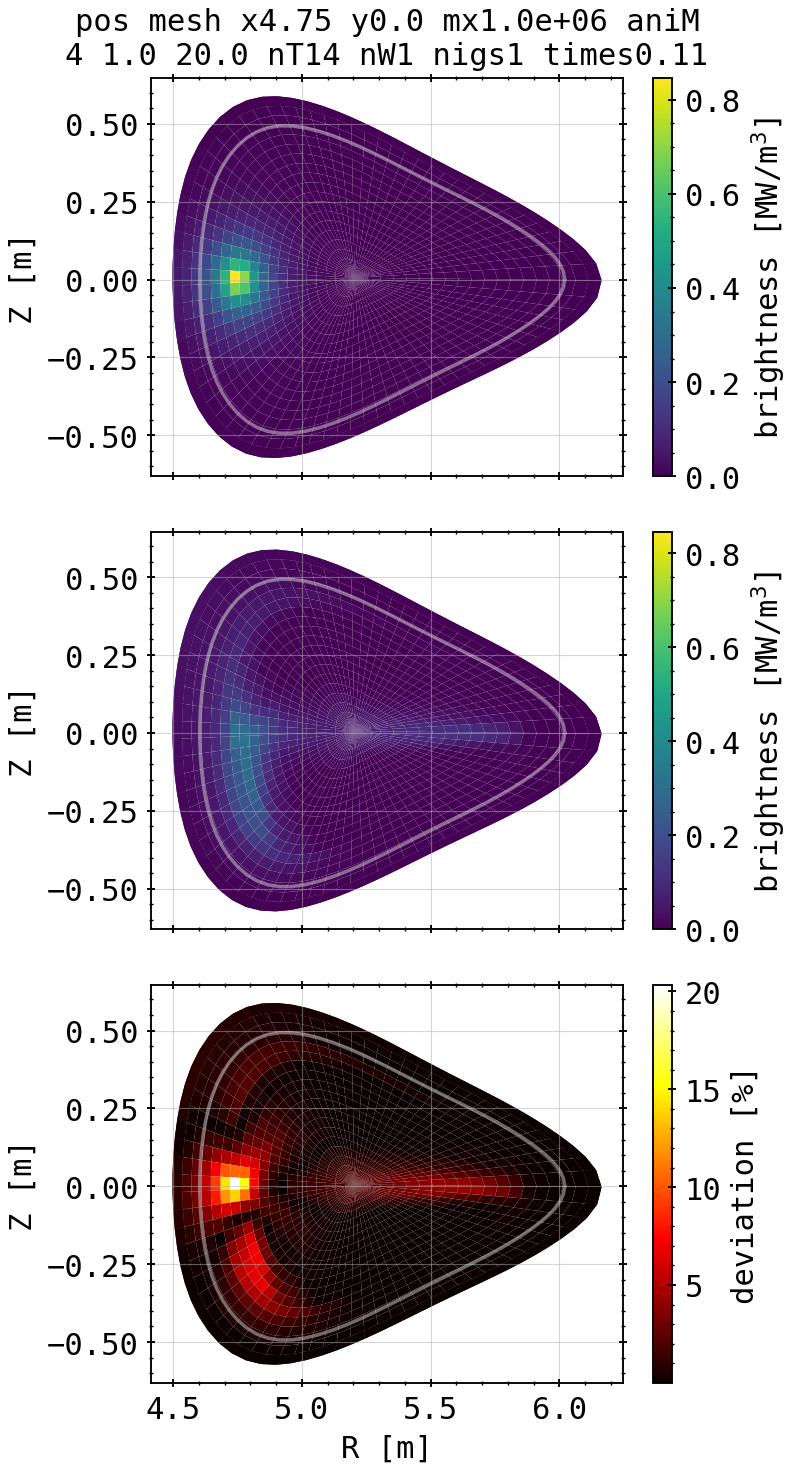 pos mesh x4.75 y0.0 mx1.0e+06 aniM
4 1.0 20.0 nT14 nW1 nigs1 times0.11
0.50
0.25
0.00
−0.25
−0.50
Z [m]
0.8
0.6
0.4
0.2
0.0
brightness [MW/m³]
0.50
0.25
0.00
−0.25
−0.50
Z [m]
0.8
0.6
0.4
0.2
0.0
brightness [MW/m³]
0.50
0.25
0.00
−0.25
−0.50
Z [m]
20
15
10
5
deviation [%]
4.5 5.0 5.5 6.0
R [m]